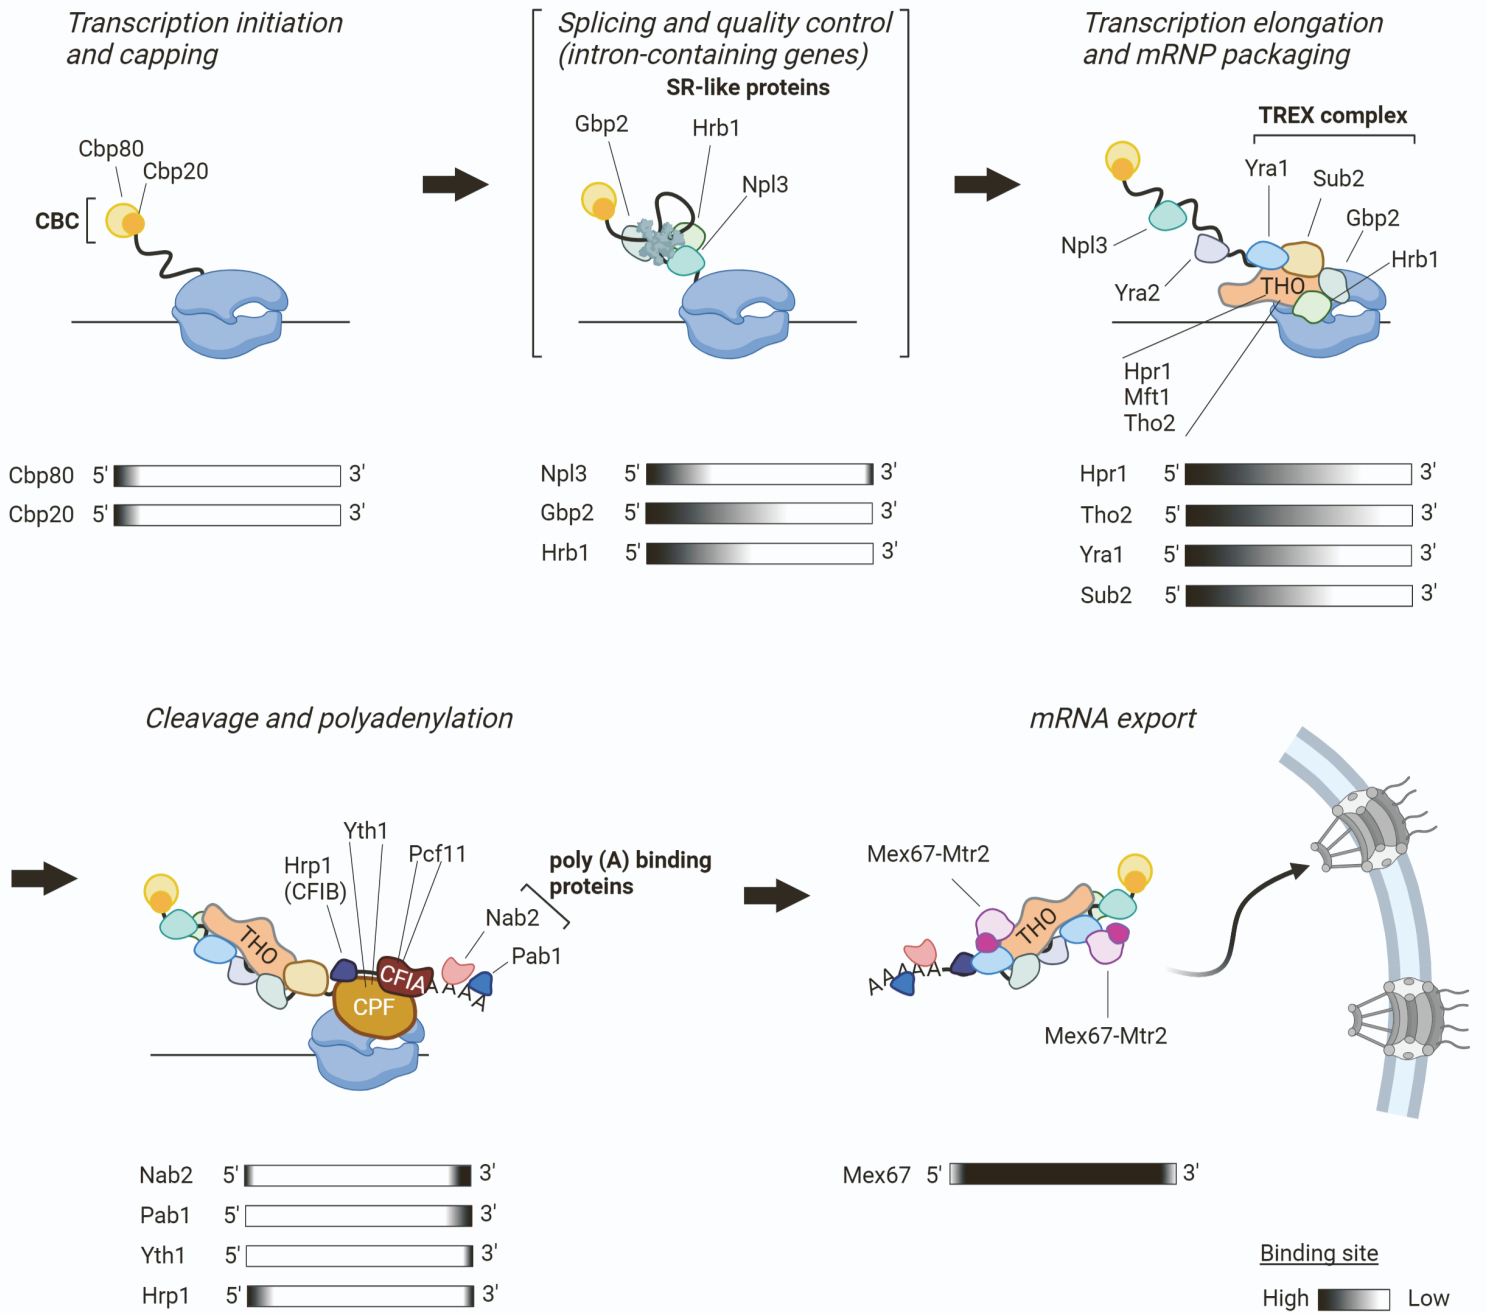 Transcription initiation
and capping
Cbp80
Cbp20
CBC
Splicing and quality control
(intron-containing genes)
SR-like proteins
Gbp2
Hrb1
Npl3
Transcription elongation
and mRNP packaging
TREX complex
Yra1
Sub2
Gbp2
Npl3
Hrb1
Yra2
THO
Hpr1
Mft1
Tho2
Cbp80 5' 3'
Cbp20 5' 3'
Npl3 5' 3'
Gbp2 5' 3'
Hrb1 5' 3'
Hpr1 5' 3'
Tho2 5' 3'
Yra1 5' 3'
Sub2 5' 3'
Cleavage and polyadenylation
Yth1
Hrp1
(CFIB)
Pcf11
poly (A) binding
proteins
Nab2
Pab1
THO
CFIA
CPF
AAAAA
mRNA export
Mex67-Mtr2
THO
AAAAA
Mex67-Mtr2
Nab2 5' 3'
Pab1 5' 3'
Yth1 5' 3'
Hrp1 5' 3'
Mex67 5' 3'
Binding site
High Low